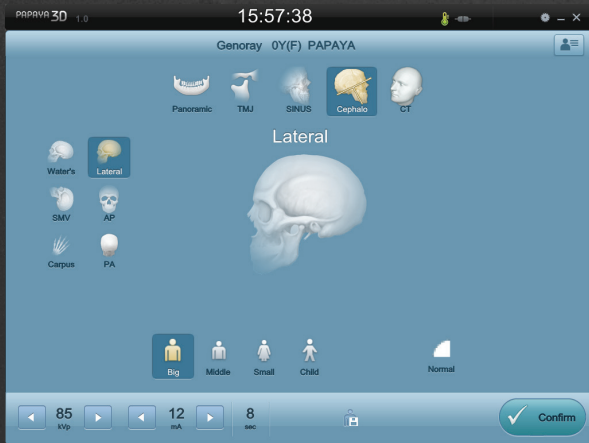 PAPAYA 3D 1.0
15:57:38
Genoray 0Y(F) PAPAYA
Panoramic TMJ SINUS Cephalo CT
Lateral
Water's Lateral
SMV AP
Carpus PA
Big Middle Small Child Normal
85 12 8
kVp mA sec
Confirm